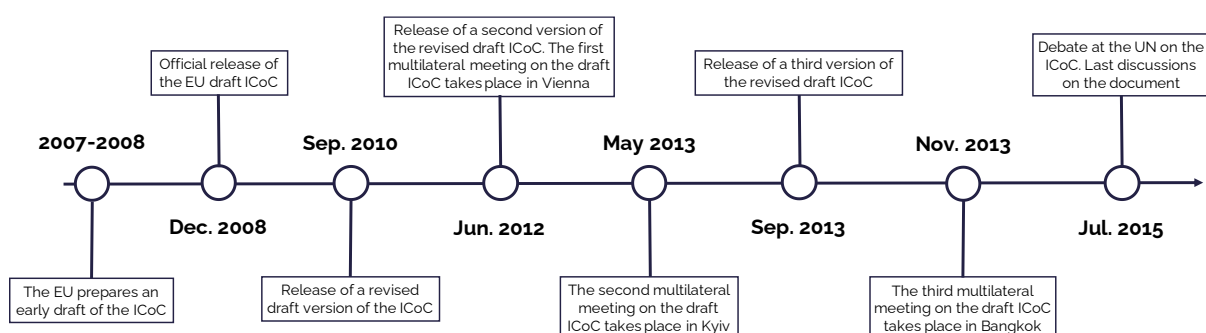 Release of a second version of
the revised draft ICoC. The first
multilateral meeting on the draft
ICoC takes place in Vienna
Official release of
the EU draft ICoC
Release of a third version of
the revised draft ICoC
Debate at the UN on the
ICoC. Last discussions
on the document
2007-2008
Sep. 2010
May 2013
Nov. 2013
Dec. 2008
Jun. 2012
Sep. 2013
Jul. 2015
The EU prepares an
early draft of the ICoC
Release of a revised
draft version of the ICoC
The second multilateral
meeting on the draft
ICoC takes place in Kyiv
The third multilateral
meeting on the draft ICoC
takes place in Bangkok